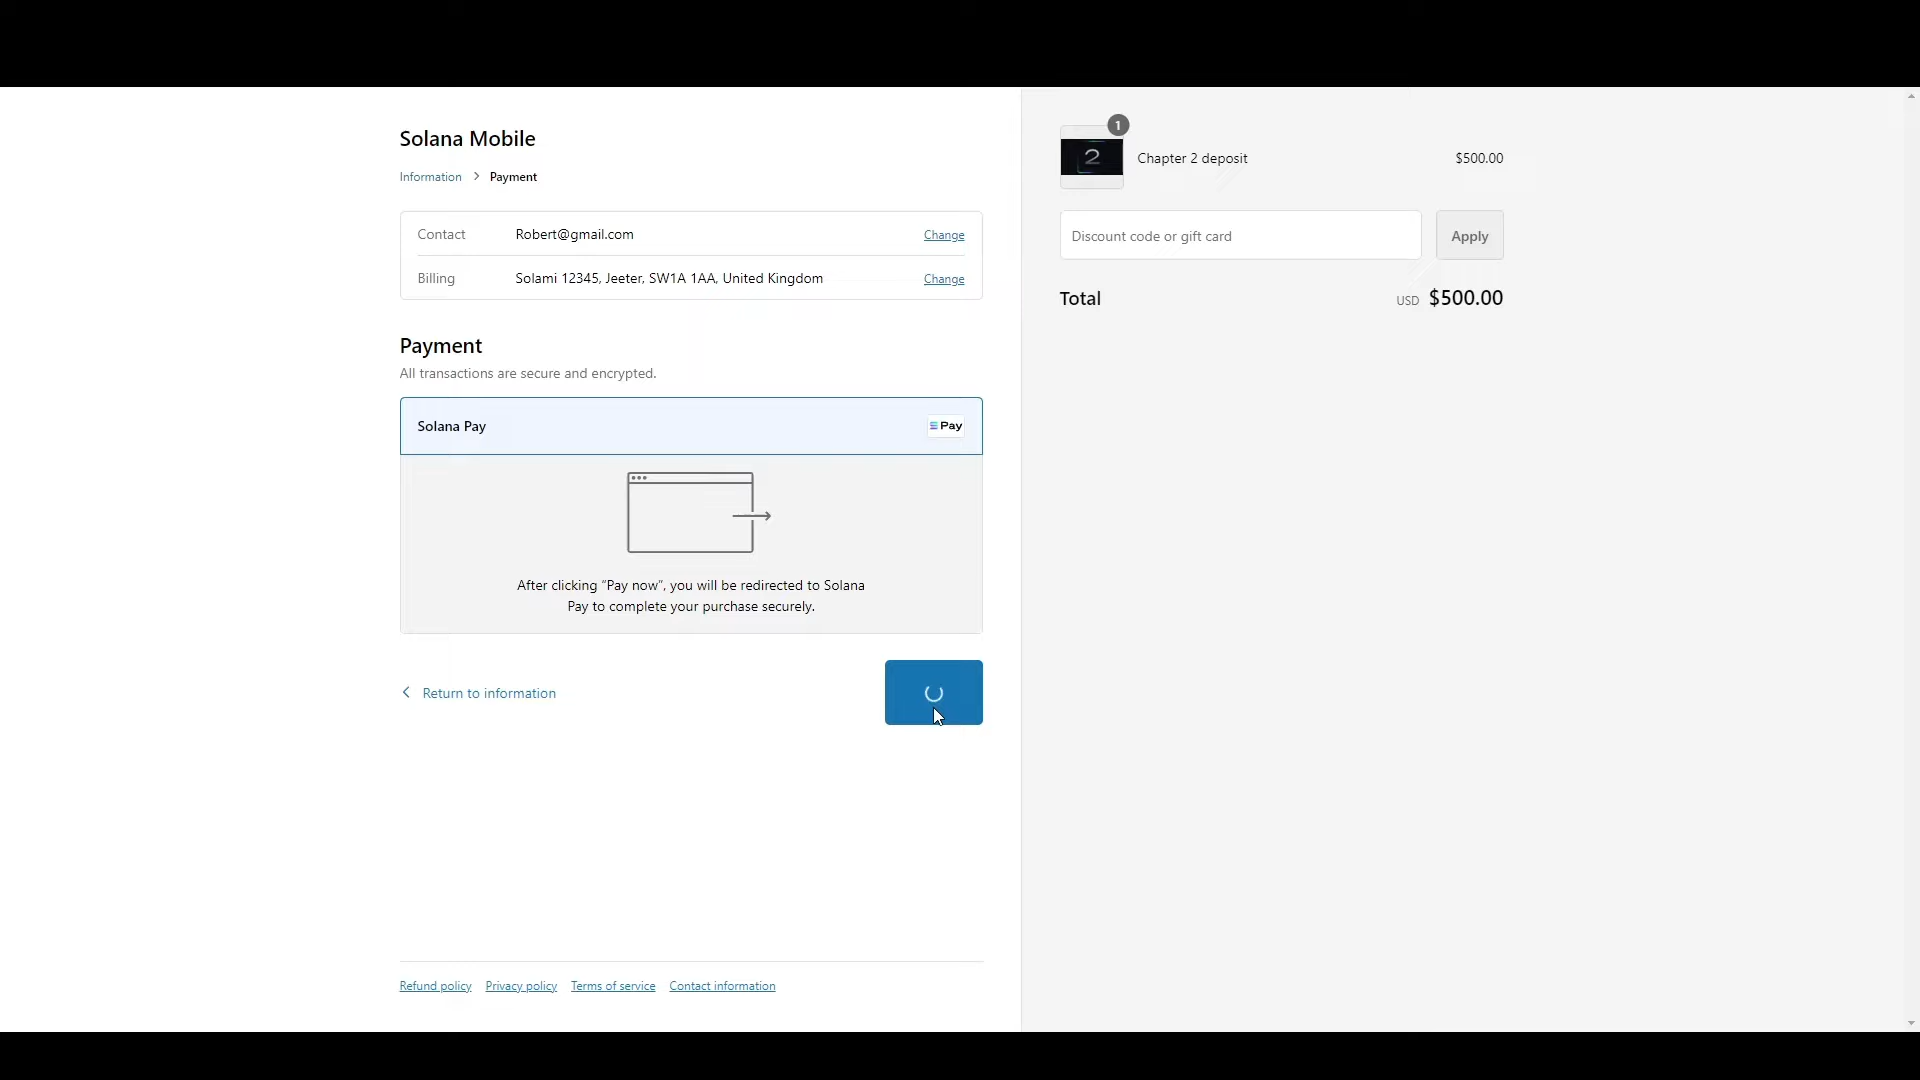 Solana Mobile
Information > Payment
Contact Robert@gmail.com Change
Billing Solami 12345, Jeeter, SW1A 1AA, United Kingdom Change
Payment
All transactions are secure and encrypted.
Solana Pay Pay
After clicking “Pay now”, you will be redirected to Solana
Pay to complete your purchase securely.
Return to information
Refund policy Privacy policy Terms of service Contact information
1
2
Chapter 2 deposit $500.00
Discount code or gift card Apply
Total USD $500.00